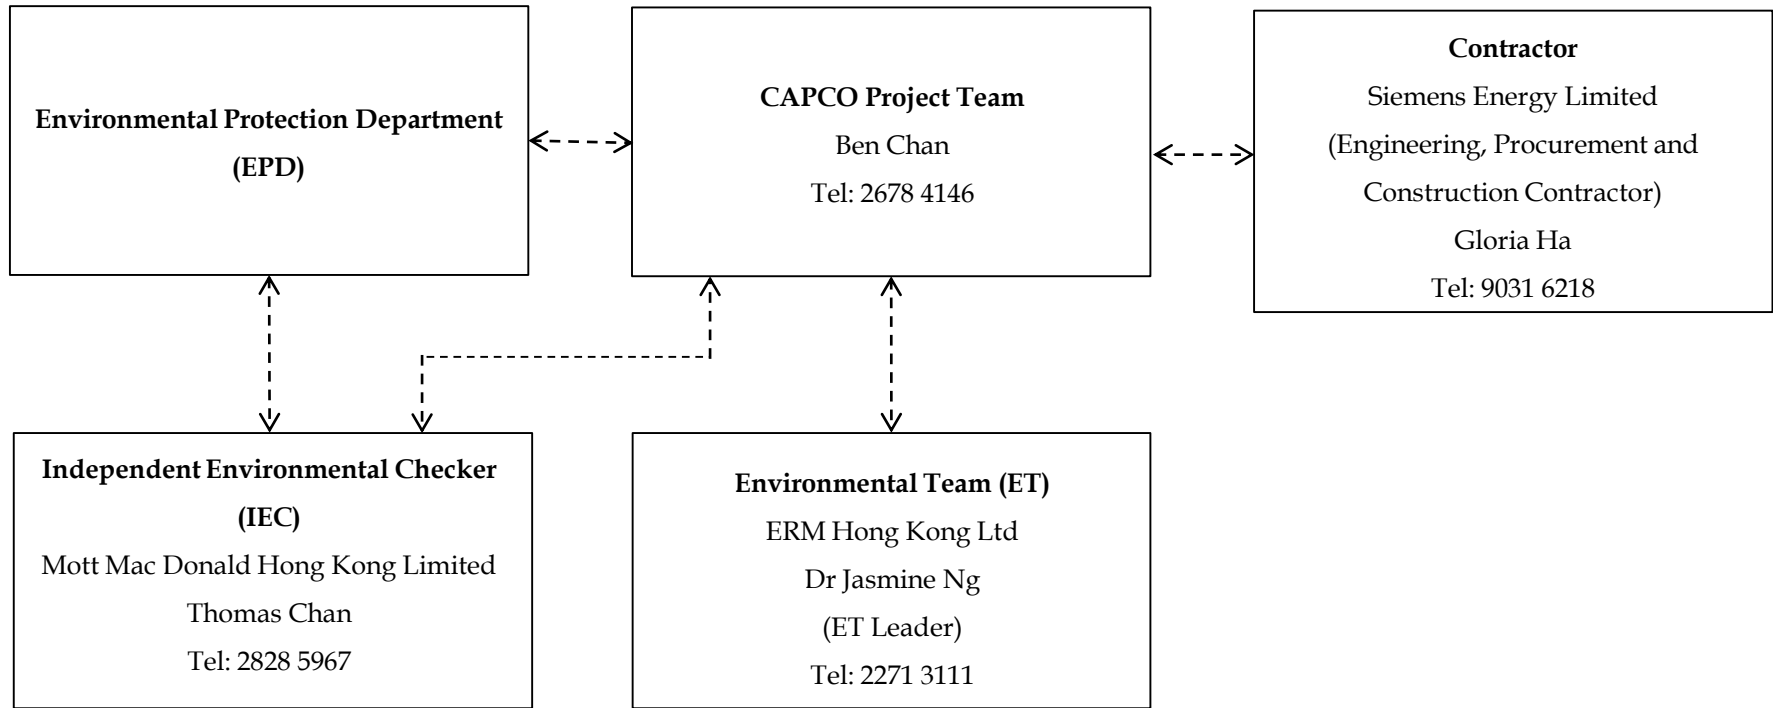 Environmental Protection Department
(EPD)
CAPCO Project Team
Ben Chan
Tel: 2678 4146
Contractor
Siemens Energy Limited
(Engineering, Procurement and
Construction Contractor)
Gloria Ha
Tel: 9031 6218
Independent Environmental Checker
(IEC)
Mott Mac Donald Hong Kong Limited
Thomas Chan
Tel: 2828 5967
Environmental Team (ET)
ERM Hong Kong Ltd
Dr Jasmine Ng
(ET Leader)
Tel: 2271 3111